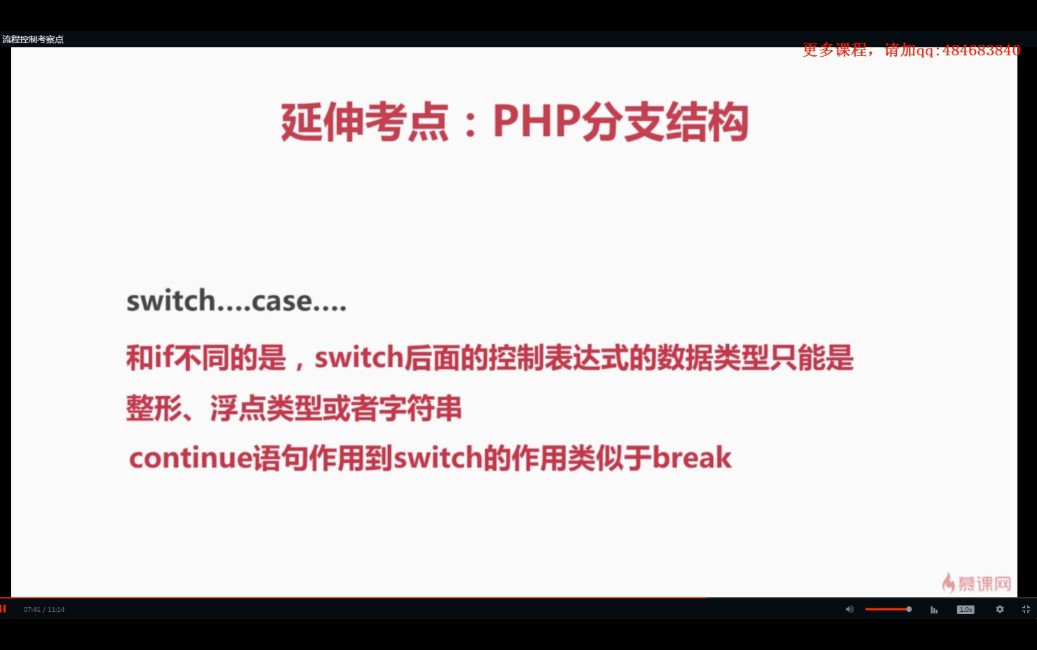 流程控制考察点
更多课程，请加qq:484683840
延伸考点：PHP分支结构
switch....case....
和if不同的是，switch后面的控制表达式的数据类型只能是
整形、浮点类型或者字符串
continue语句作用到switch的作用类似于break
慕课网
07:48 / 11:14
1.0x